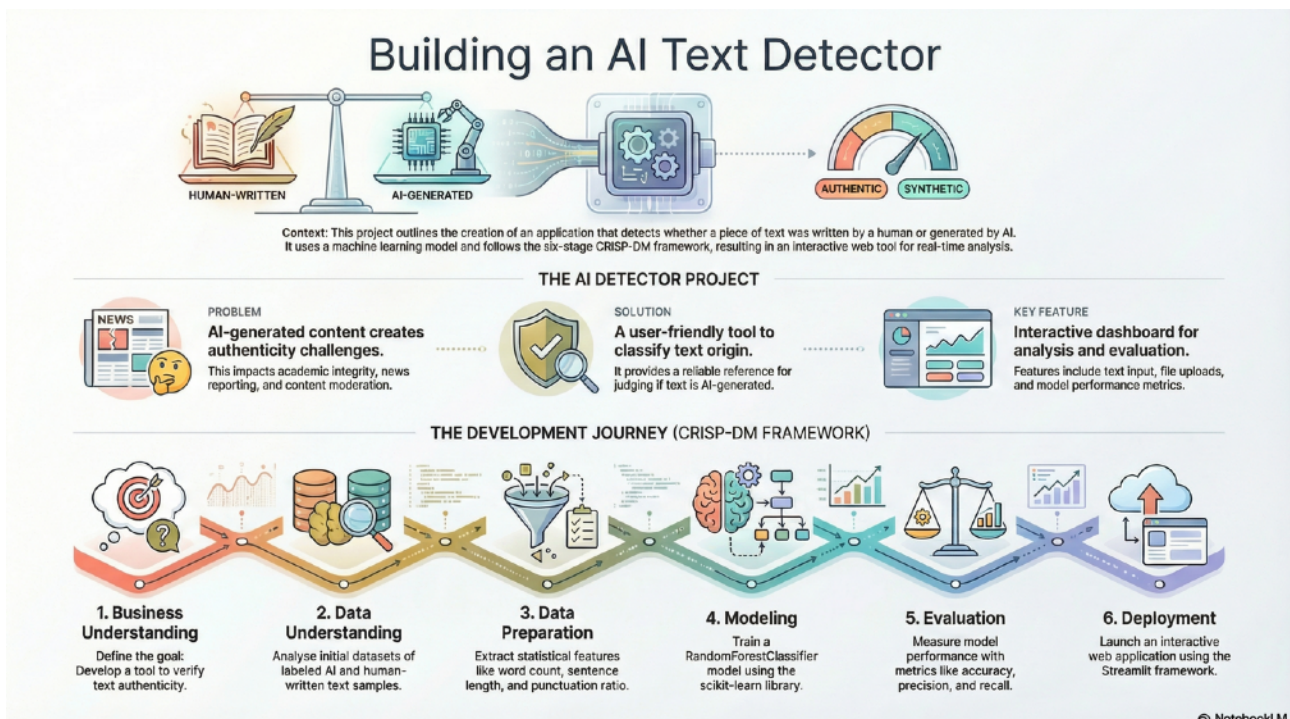 Building an AI Text Detector
HUMAN-WRITTEN
AI-GENERATED
AUTHENTIC
SYNTHETIC
Context: This project outlines the creation of an application that detects whether a piece of text was written by a human or generated by AI.
It uses a machine learning model and follows the six-stage CRISP-DM framework, resulting in an interactive web tool for real-time analysis.
THE AI DETECTOR PROJECT
NEWS
PROBLEM
AI-generated content creates
authenticity challenges.
This impacts academic integrity, news
reporting, and content moderation.
SOLUTION
A user-friendly tool to
classify text origin.
It provides a reliable reference for
judging if text is AI-generated.
KEY FEATURE
Interactive dashboard for
analysis and evaluation.
Features include text input, file uploads,
and model performance metrics.
THE DEVELOPMENT JOURNEY (CRISP-DM FRAMEWORK)
1. Business
Understanding
Define the goal:
Develop a tool to verify
text authenticity.
2. Data
Understanding
Analyse initial datasets of
labeled AI and human-
written text samples.
3. Data
Preparation
Extract statistical features
like word count, sentence
length, and punctuation ratio.
4. Modeling
Train a
RandomForestClassifier
model using the
scikit-learn library.
5. Evaluation
Measure model
performance with
metrics like accuracy,
precision, and recall.
6. Deployment
Launch an interactive
web application using the
Streamlit framework.
NotebookLM